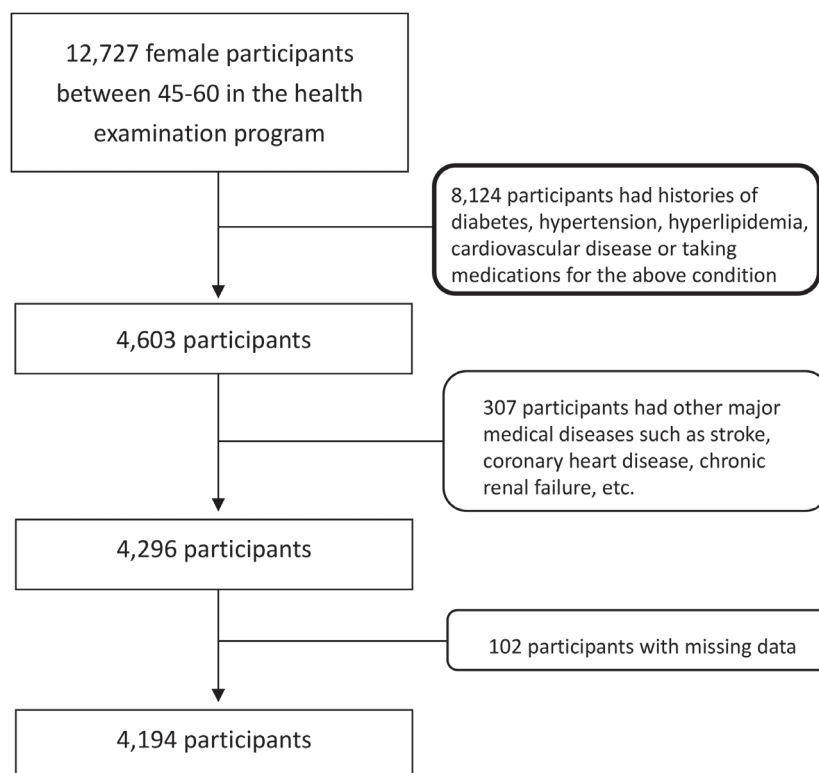 12,727 female participants
between 45-60 in the health
examination program
8,124 participants had histories of
diabetes, hypertension, hyperlipidemia,
cardiovascular disease or taking
medications for the above condition
4,603 participants
307 participants had other major
medical diseases such as stroke,
coronary heart disease, chronic
renal failure, etc.
4,296 participants
102 participants with missing data
4,194 participants